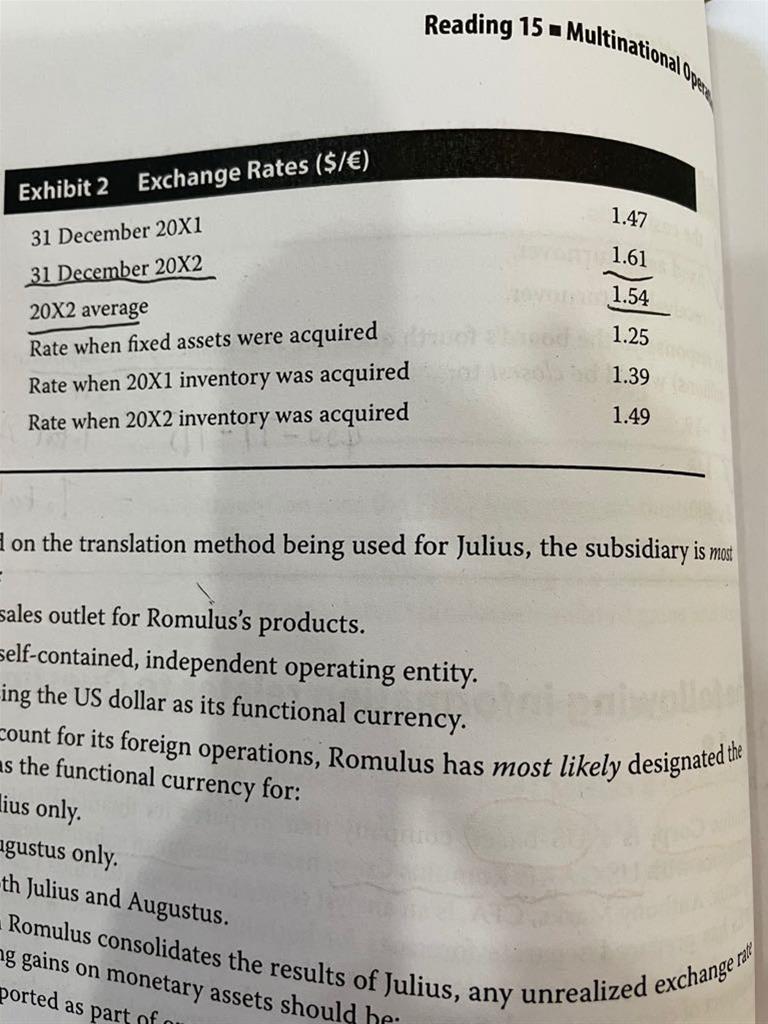 Reading 15 ■ Multinational
Exhibit 2 Exchange Rates ($/€)
31 December 20X1 1.47
31 December 20X2 1.61
20X2 average 1.54
Rate when fixed assets were acquired 1.25
Rate when 20X1 inventory was acquired 1.39
Rate when 20X2 inventory was acquired 1.49
on the translation method being used for Julius, the subsidiary is most
sales outlet for Romulus's products.
self-contained, independent operating entity.
ing the US dollar as its functional currency.
count for its foreign operations, Romulus has most likely designated the
as the functional currency for:
lius only.
ugustus only.
th Julius and Augustus.
Romulus consolidates the results of Julius, any unrealized exchange rate
ng gains on monetary assets should be:
ported as part of